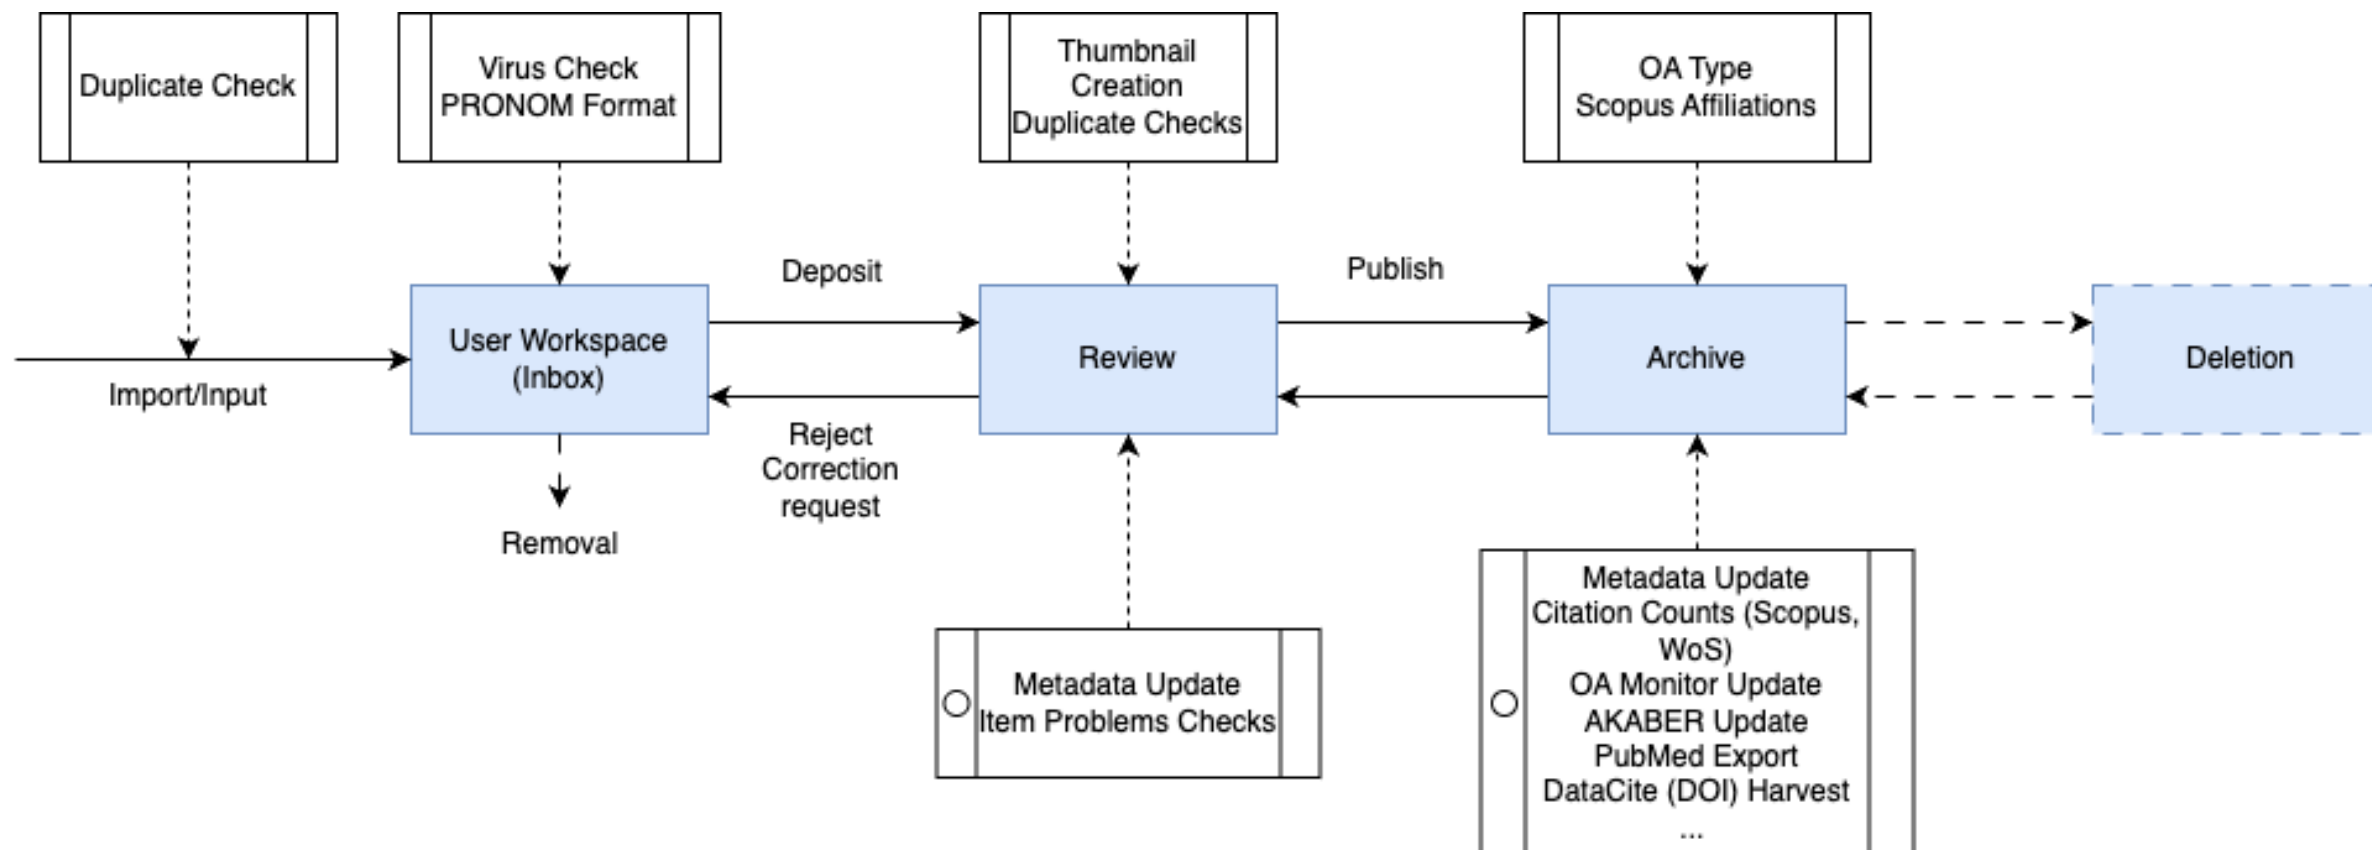 Duplicate Check
Virus Check
PRONOM Format
Thumbnail
Creation
Duplicate Checks
OA Type
Scopus Affiliations
Import/Input
User Workspace
(Inbox)
Deposit
Review
Publish
Archive
Deletion
Reject
Correction
request
Removal
Metadata Update
Item Problems Checks
Metadata Update
Citation Counts (Scopus,
WoS)
OA Monitor Update
AKABER Update
PubMed Export
DataCite (DOI) Harvest
...